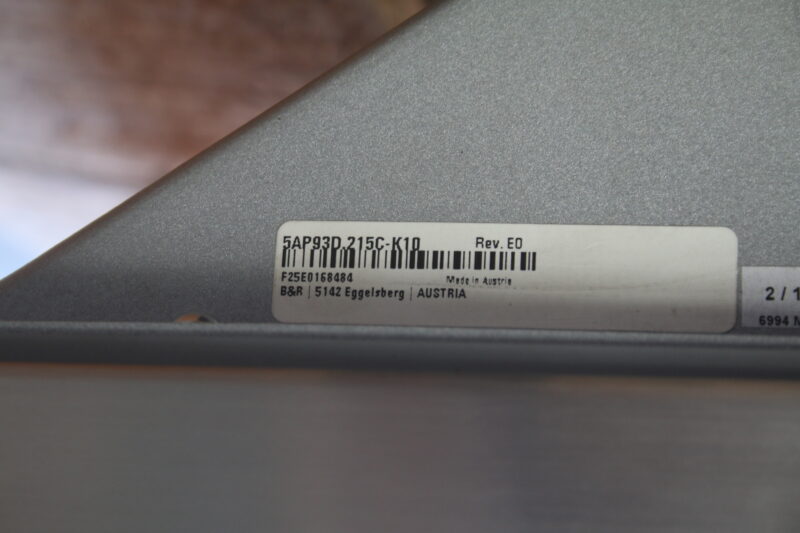 5AP93D.215C-K10 Rev. E0
F25E0168484 Made in Austria
B&R | 5142 Eggelsberg | AUSTRIA
2 / 1
6994